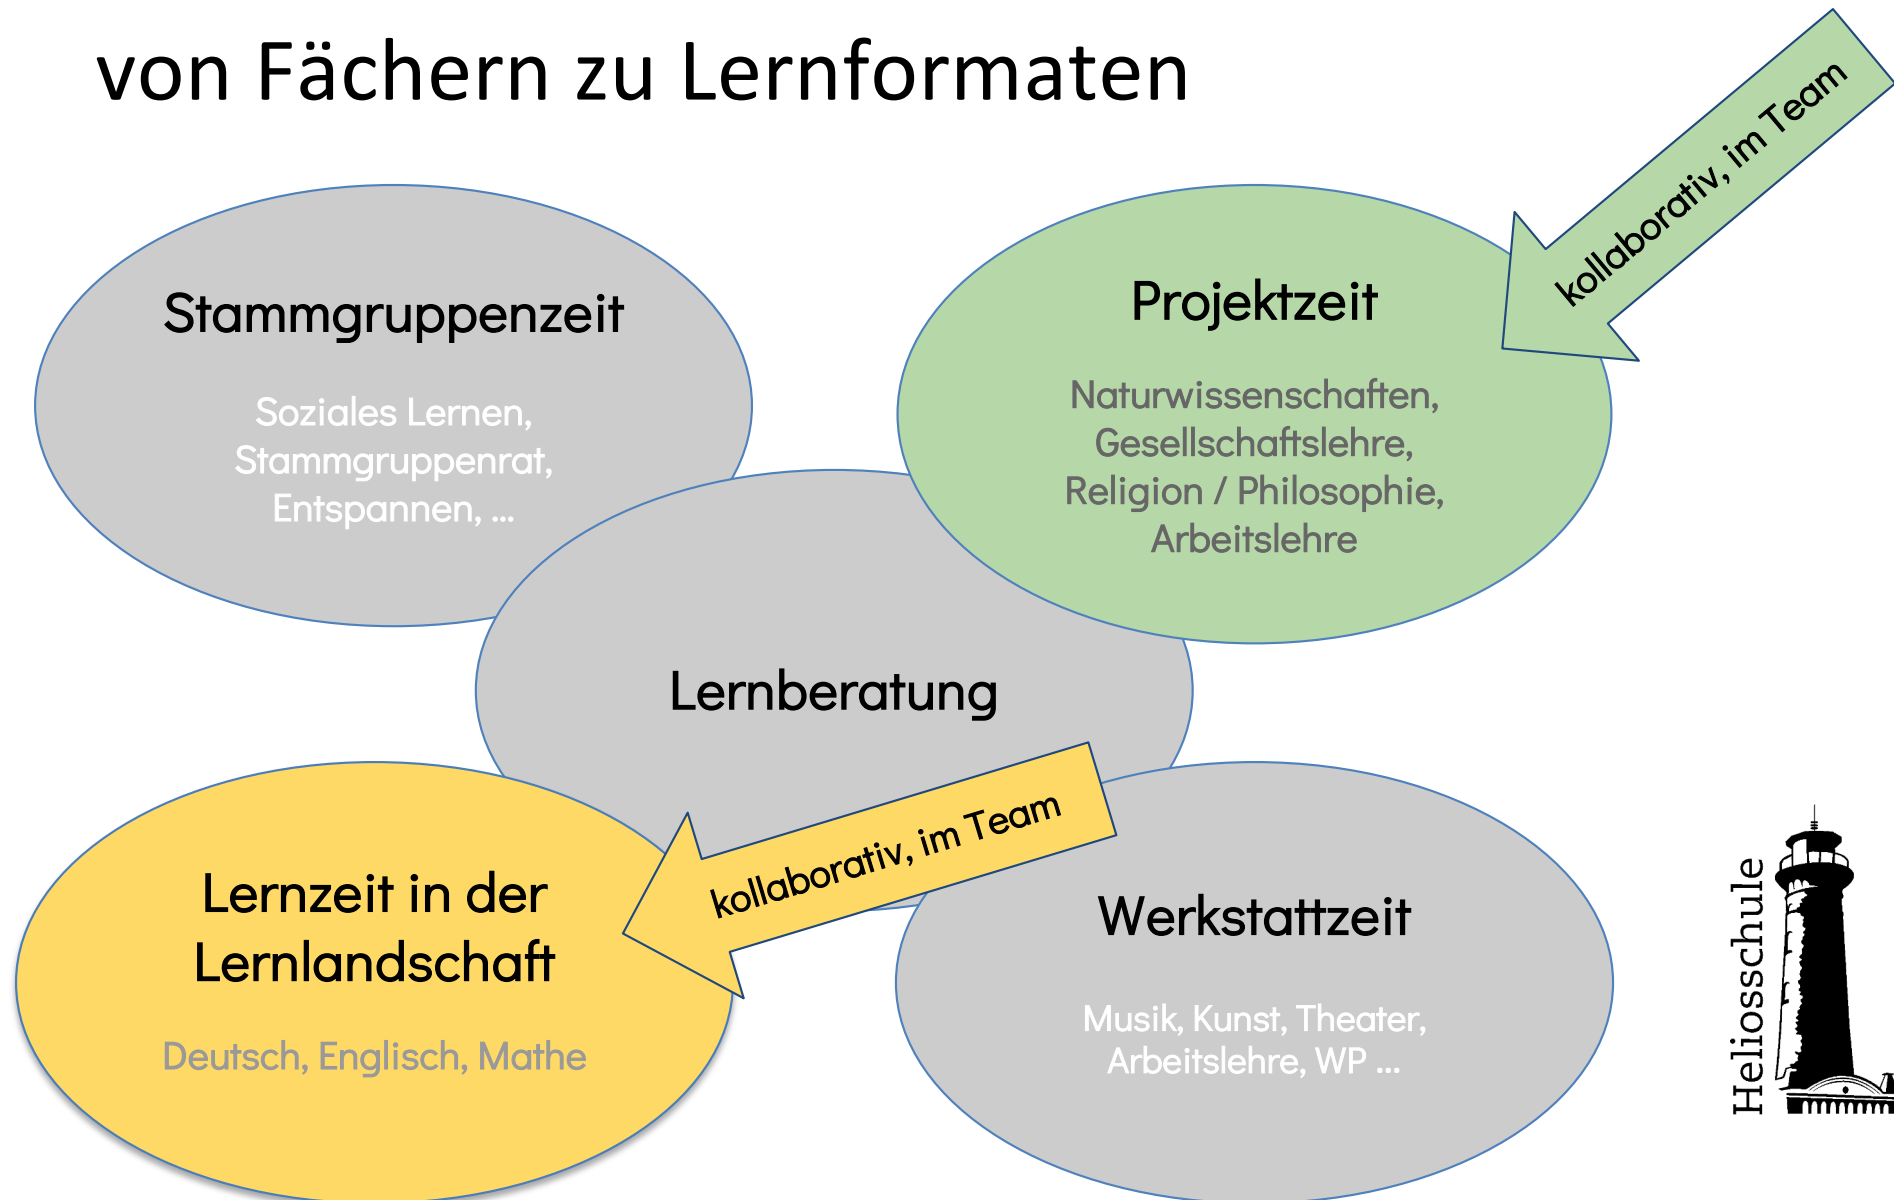 von Fächern zu Lernformaten
kollaborativ, im Team
Stammgruppenzeit
Soziales Lernen,
Stammgruppenrat,
Entspannen, ...
Projektzeit
Naturwissenschaften,
Gesellschaftslehre,
Religion / Philosophie,
Arbeitslehre
Lernberatung
kollaborativ, im Team
Lernzeit in der
Lernlandschaft
Deutsch, Englisch, Mathe
Werkstattzeit
Musik, Kunst, Theater,
Arbeitslehre, WP ...
Heliosschule